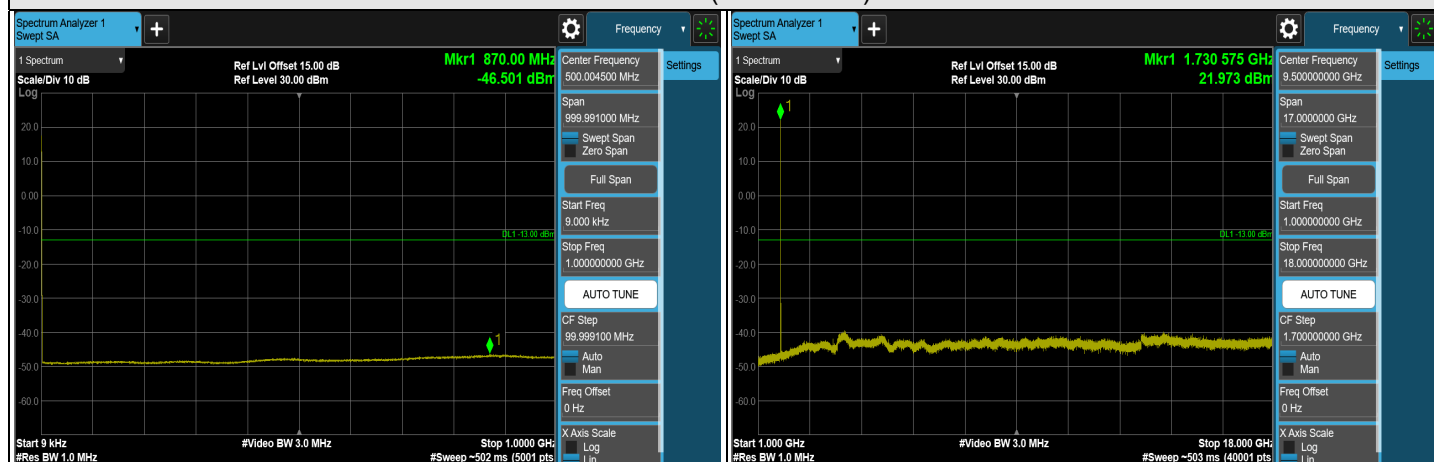 Spectrum Analyzer 1
Swept SA
+
Frequency
1 Spectrum
Scale/Div 10 dB
Ref Lvl Offset 15.00 dB
Ref Level 30.00 dBm
Mkr1 870.00 MHz
-46.501 dBm
Log
1
20.0
10.0
0.00
-10.0
-20.0
-30.0
-40.0
-50.0
-60.0
DL1 -13.00 dBm
Start 9 kHz
#Res BW 1.0 MHz
#Video BW 3.0 MHz
Stop 1.0000 GHz
#Sweep ~502 ms (5001 pts
Center Frequency
500.004500 MHz
Settings
Span
999.991000 MHz
Swept Span
Zero Span
Full Span
Start Freq
9.000 kHz
Stop Freq
1.000000000 GHz
AUTO TUNE
CF Step
99.999100 MHz
Auto
Man
Freq Offset
0 Hz
X Axis Scale
Log
Lin
Spectrum Analyzer 1
Swept SA
+
Frequency
1 Spectrum
Scale/Div 10 dB
Ref Lvl Offset 15.00 dB
Ref Level 30.00 dBm
Mkr1 1.730 575 GHz
21.973 dBm
Log
1
20.0
10.0
0.00
-10.0
-20.0
-30.0
-40.0
-50.0
-60.0
DL1 -13.00 dBm
Start 1.000 GHz
#Res BW 1.0 MHz
#Video BW 3.0 MHz
Stop 18.000 GHz
#Sweep ~503 ms (40001 pts
Center Frequency
9.500000000 GHz
Settings
Span
17.0000000 GHz
Swept Span
Zero Span
Full Span
Start Freq
1.000000000 GHz
Stop Freq
18.000000000 GHz
AUTO TUNE
CF Step
1.700000000 GHz
Auto
Man
Freq Offset
0 Hz
X Axis Scale
Log
Lin